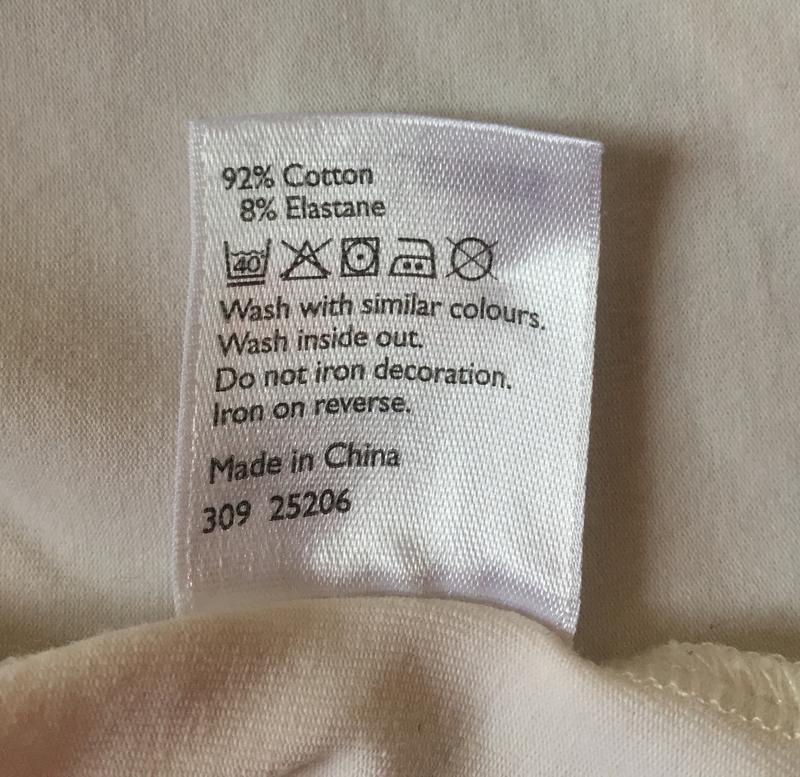 92% Cotton
8% Elastane
40
Wash with similar colours.
Wash inside out.
Do not iron decoration.
Iron on reverse.
Made in China
309 25206